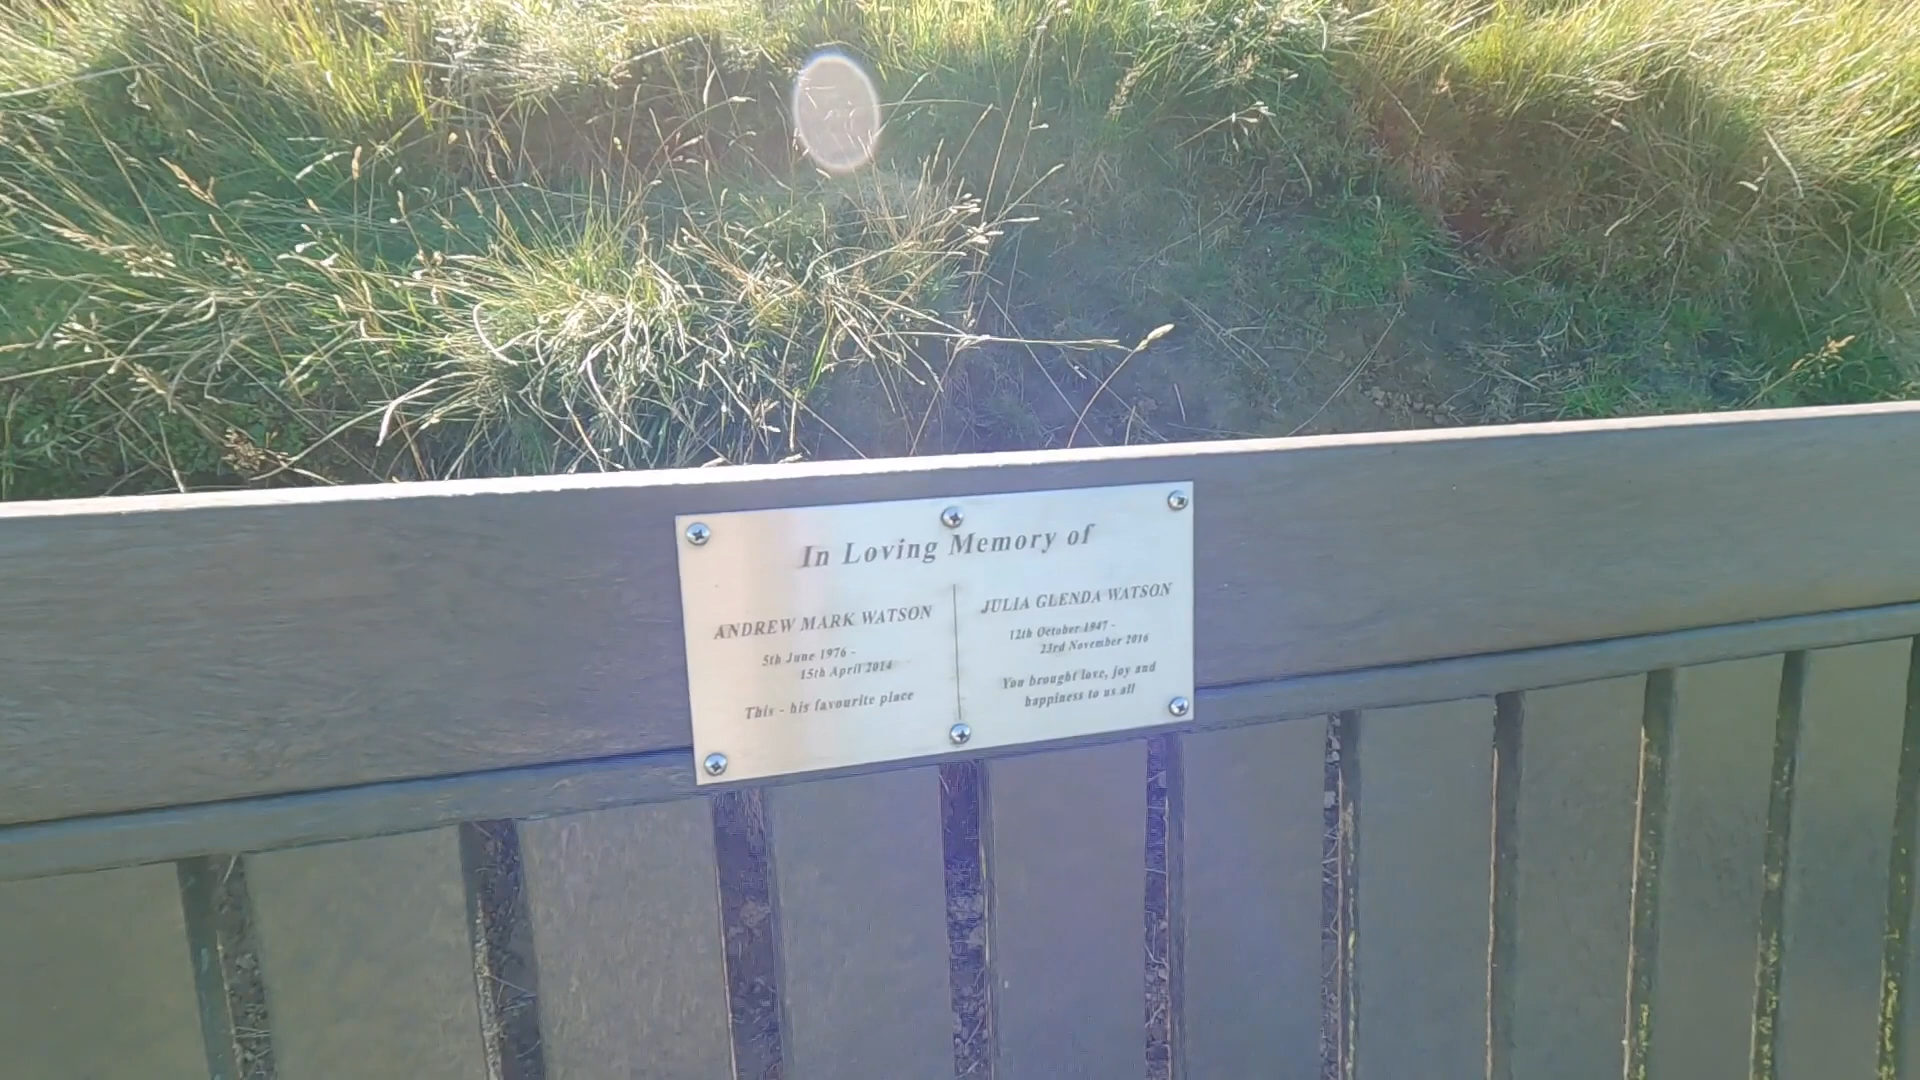 In Loving Memory of
ANDREW MARK WATSON
5th June 1976 -
15th April 2014
This - his favourite place
JULIA GLENDA WATSON
12th October 1947 -
23rd November 2016
You brought love, joy and
happiness to us all